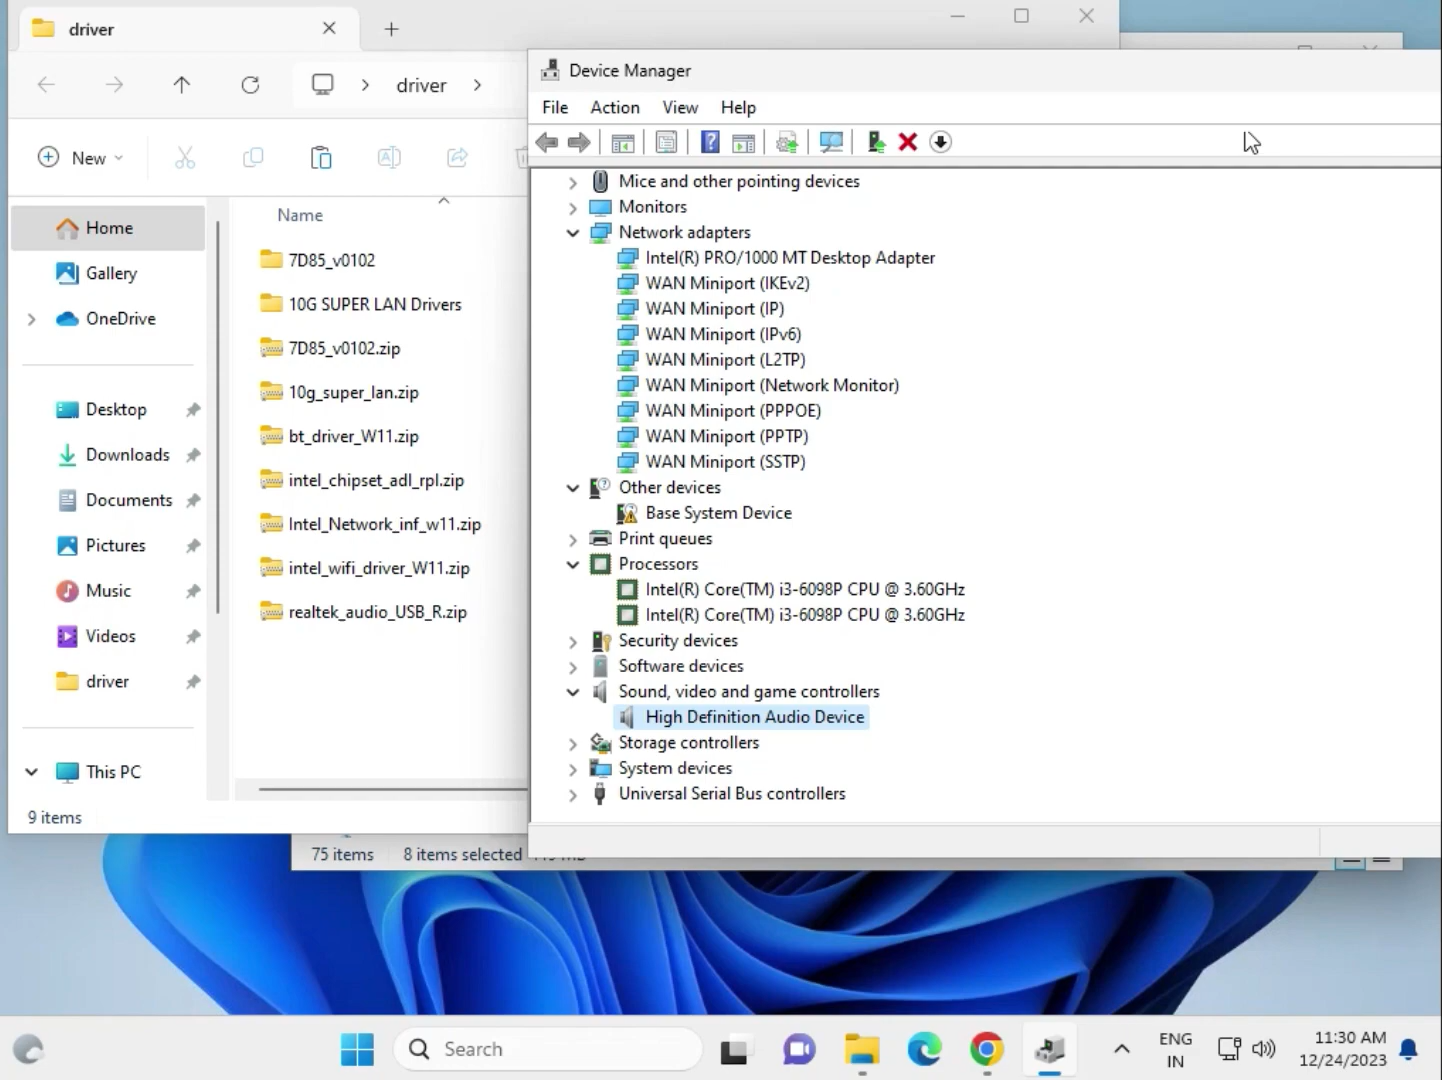 driver
driver
New
Name
Home
Gallery
OneDrive
Desktop
Downloads
Documents
Pictures
Music
Videos
driver
This PC
9 items
7D85_v0102
10G SUPER LAN Drivers
7D85_v0102.zip
10g_super_lan.zip
bt_driver_W11.zip
intel_chipset_adl_rpl.zip
Intel_Network_inf_w11.zip
intel_wifi_driver_W11.zip
realtek_audio_USB_R.zip
Device Manager
File Action View Help
Mice and other pointing devices
Monitors
Network adapters
Intel(R) PRO/1000 MT Desktop Adapter
WAN Miniport (IKEv2)
WAN Miniport (IP)
WAN Miniport (IPv6)
WAN Miniport (L2TP)
WAN Miniport (Network Monitor)
WAN Miniport (PPPOE)
WAN Miniport (PPTP)
WAN Miniport (SSTP)
Other devices
Base System Device
Print queues
Processors
Intel(R) Core(TM) i3-6098P CPU @ 3.60GHz
Intel(R) Core(TM) i3-6098P CPU @ 3.60GHz
Security devices
Software devices
Sound, video and game controllers
High Definition Audio Device
Storage controllers
System devices
Universal Serial Bus controllers
75 items 8 items selected
Search
ENG
IN
11:30 AM
12/24/2023